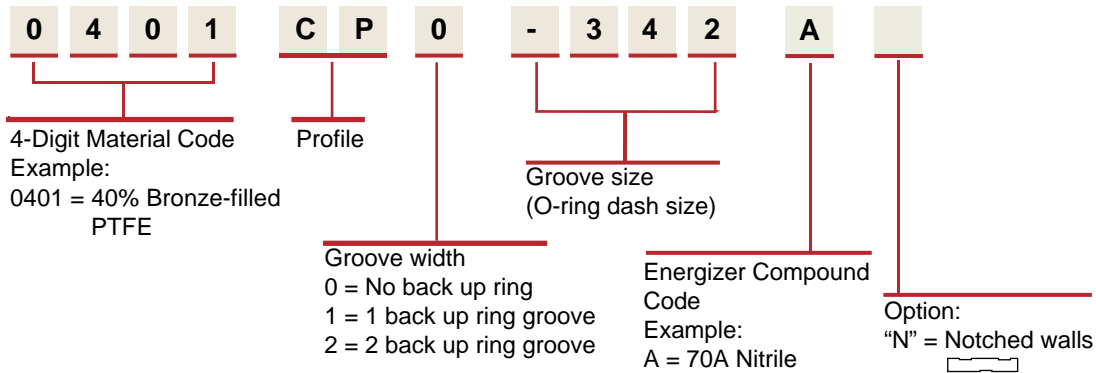 0 4 0 1 C P 0 - 3 4 2 A
4-Digit Material Code
Example:
0401 = 40% Bronze-filled
PTFE
Profile
Groove size
(O-ring dash size)
Groove width
0 = No back up ring
1 = 1 back up ring groove
2 = 2 back up ring groove
Energizer Compound
Code
Example:
A = 70A Nitrile
Option:
“N” = Notched walls